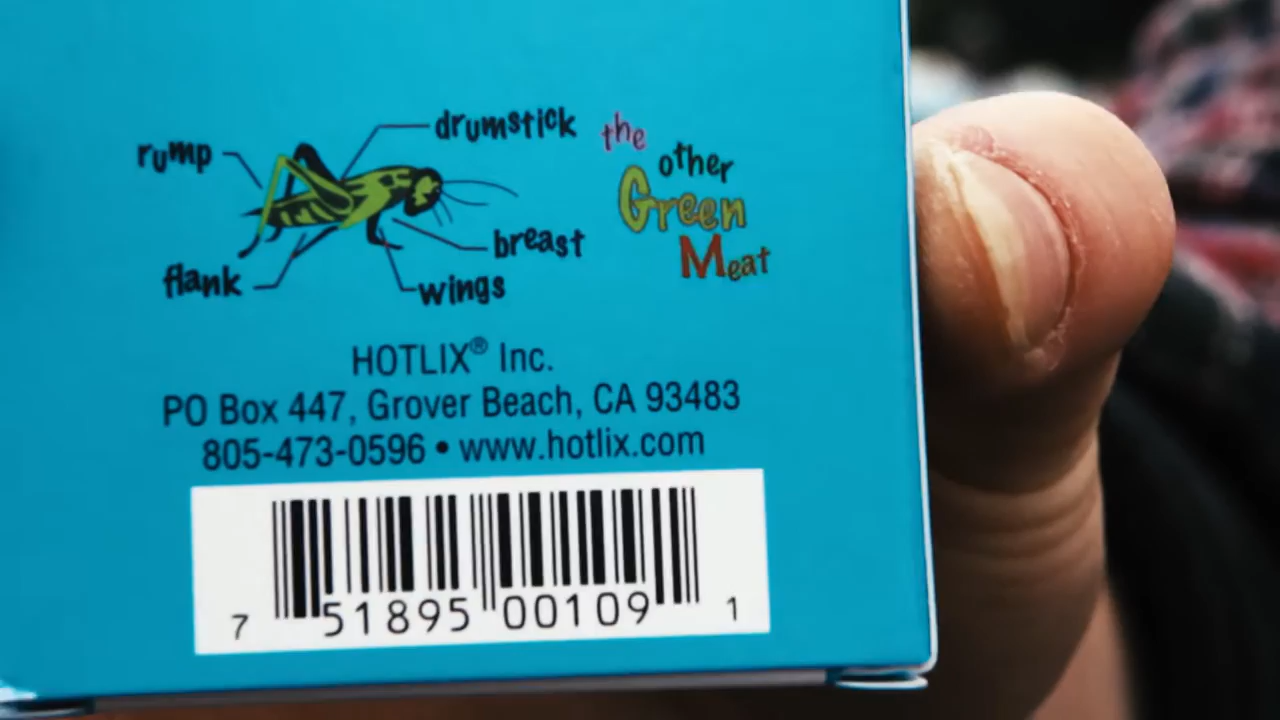 drumstick
rump
breast
flank
wings
the
other
Green
Meat
HOTLIX® Inc.
PO Box 447, Grover Beach, CA 93483
805-473-0596 • www.hotlix.com
7 51895 00109 1